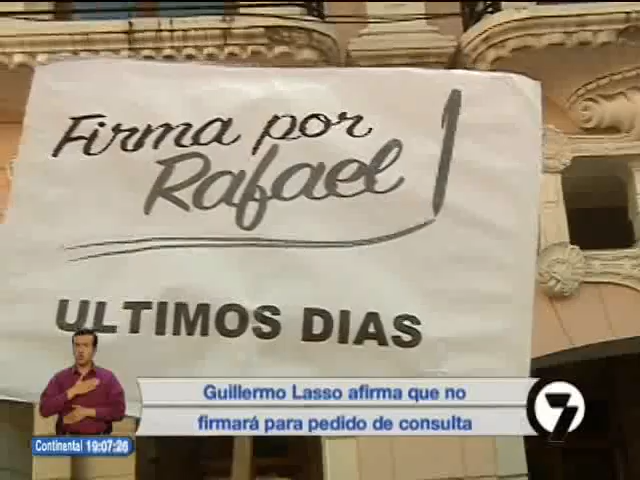 Firma por
Rafael
ULTIMOS DIAS
Guillermo Lasso afirma que no
firmará para pedido de consulta
7
Continental 19:07:26